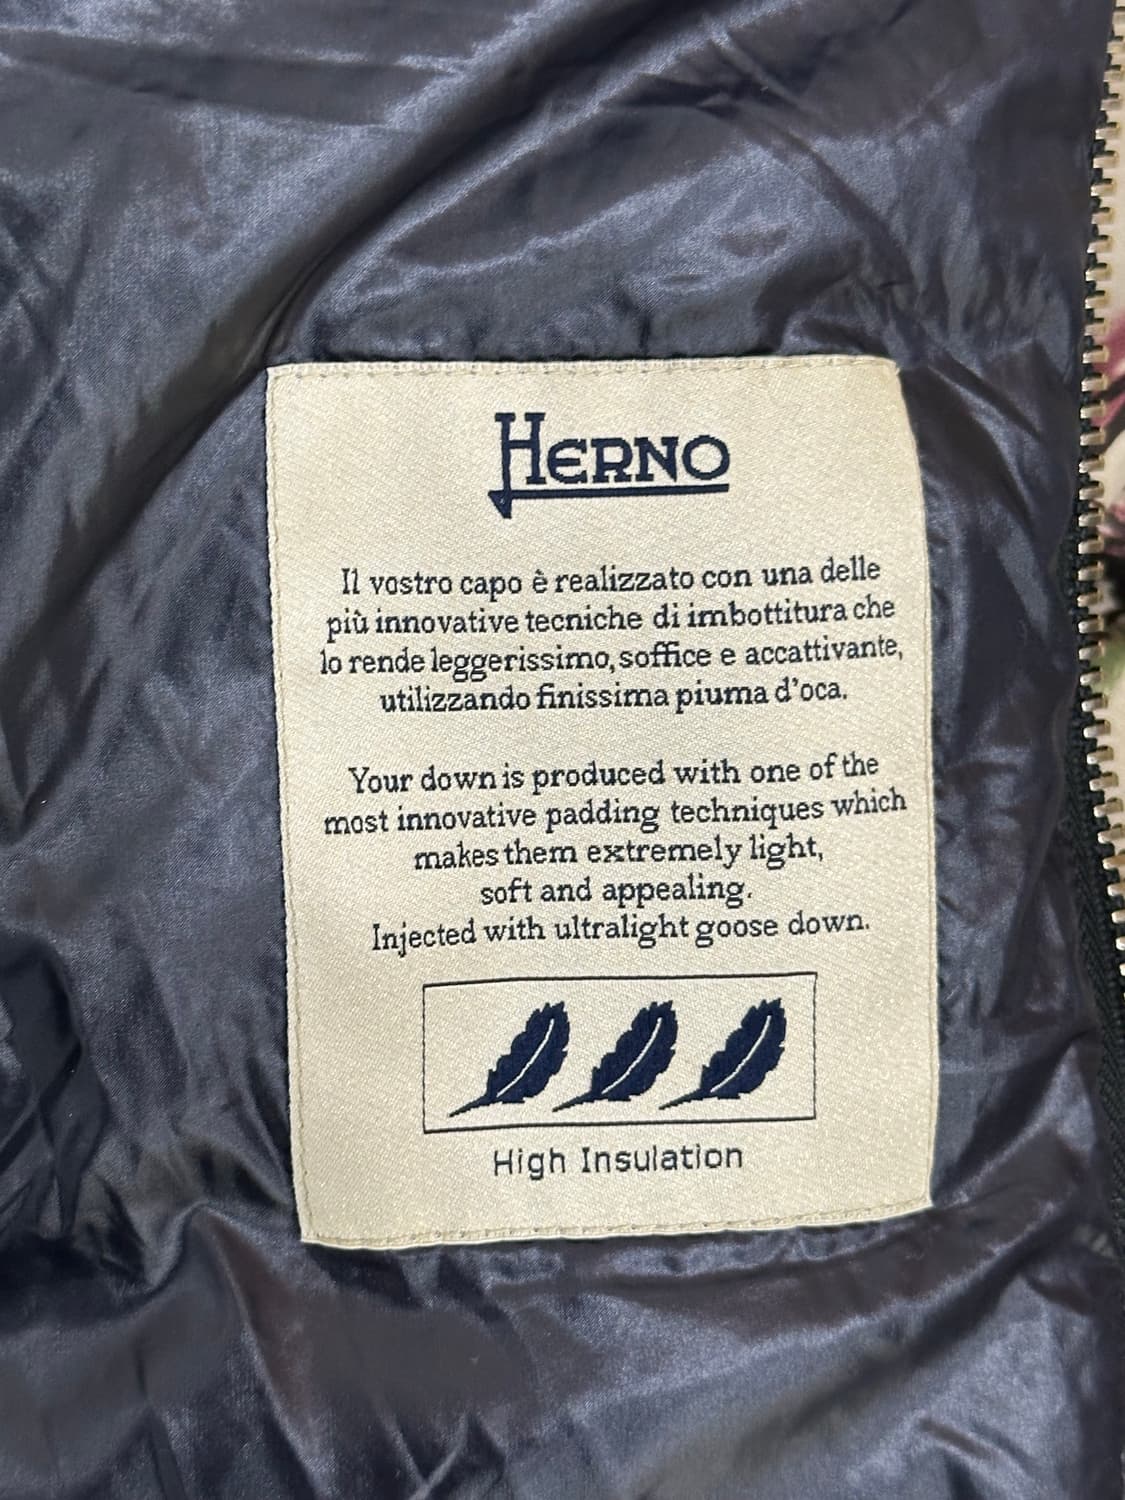 HERNO
Il vostro capo è realizzato con una delle
più innovative tecniche di imbottitura che
lo rende leggerissimo, soffice e accattivante,
utilizzando finissima piuma d'oca.
Your down is produced with one of the
most innovative padding techniques which
makes them extremely light,
soft and appealing.
Injected with ultralight goose down.
High Insulation